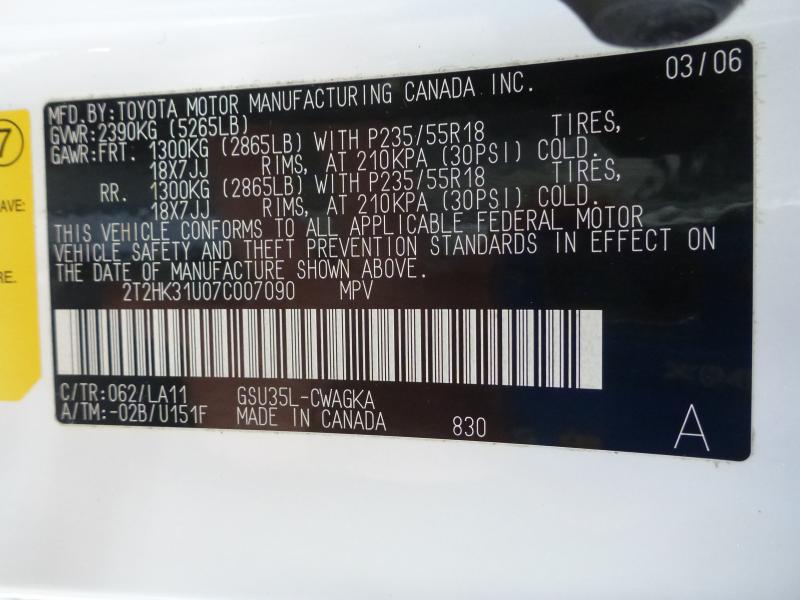 03/06
MFD.BY:TOYOTA MOTOR MANUFACTURING CANADA INC.
GVWR:2390KG (5265LB)
GAWR:FRT. 1300KG (2865LB) WITH P235/55R18 TIRES,
18X7JJ RIMS, AT 210KPA (30PSI) COLD.
RR. 1300KG (2865LB) WITH P235/55R18 TIRES,
18X7JJ RIMS, AT 210KPA (30PSI) COLD.
THIS VEHICLE CONFORMS TO ALL APPLICABLE FEDERAL MOTOR
VEHICLE SAFETY AND THEFT PREVENTION STANDARDS IN EFFECT ON
THE DATE OF MANUFACTURE SHOWN ABOVE.
2T2HK31U07C007090 MPV
C/TR:062/LA11 GSU35L-CWAGKA
A/TM:-02B/U151F MADE IN CANADA 830 A
7
AVE:
RE.